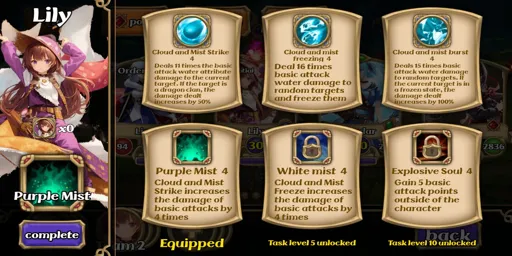 Lily
x0
Purple Mist
complete
Cloud and Mist Strike
4
Deals 11 times the basic
attack water attribute
damage to the current
target. If the target is
a dragon clan, the
damage dealt
increases by 50%
Cloud and mist
freezing 4
Deal 16 times
basic attack
water damage to
random targets
and freeze them
Cloud and mist burst
4
Deals 15 times basic
attack water damage
to random targets. If
the current target is in
a frozen state, the
damage dealt
increases by 100%
Purple Mist 4
Cloud and Mist
Strike increases
the damage of
basic attacks by
4 times
White mist 4
Cloud and Mist
Freeze increases
the damage of
basic attacks by
4 times
Explosive Soul 4
Gain 5 basic
attack points
outside of the
character
Equipped
Task level 5 unlocked
Task level 10 unlocked
back
2836